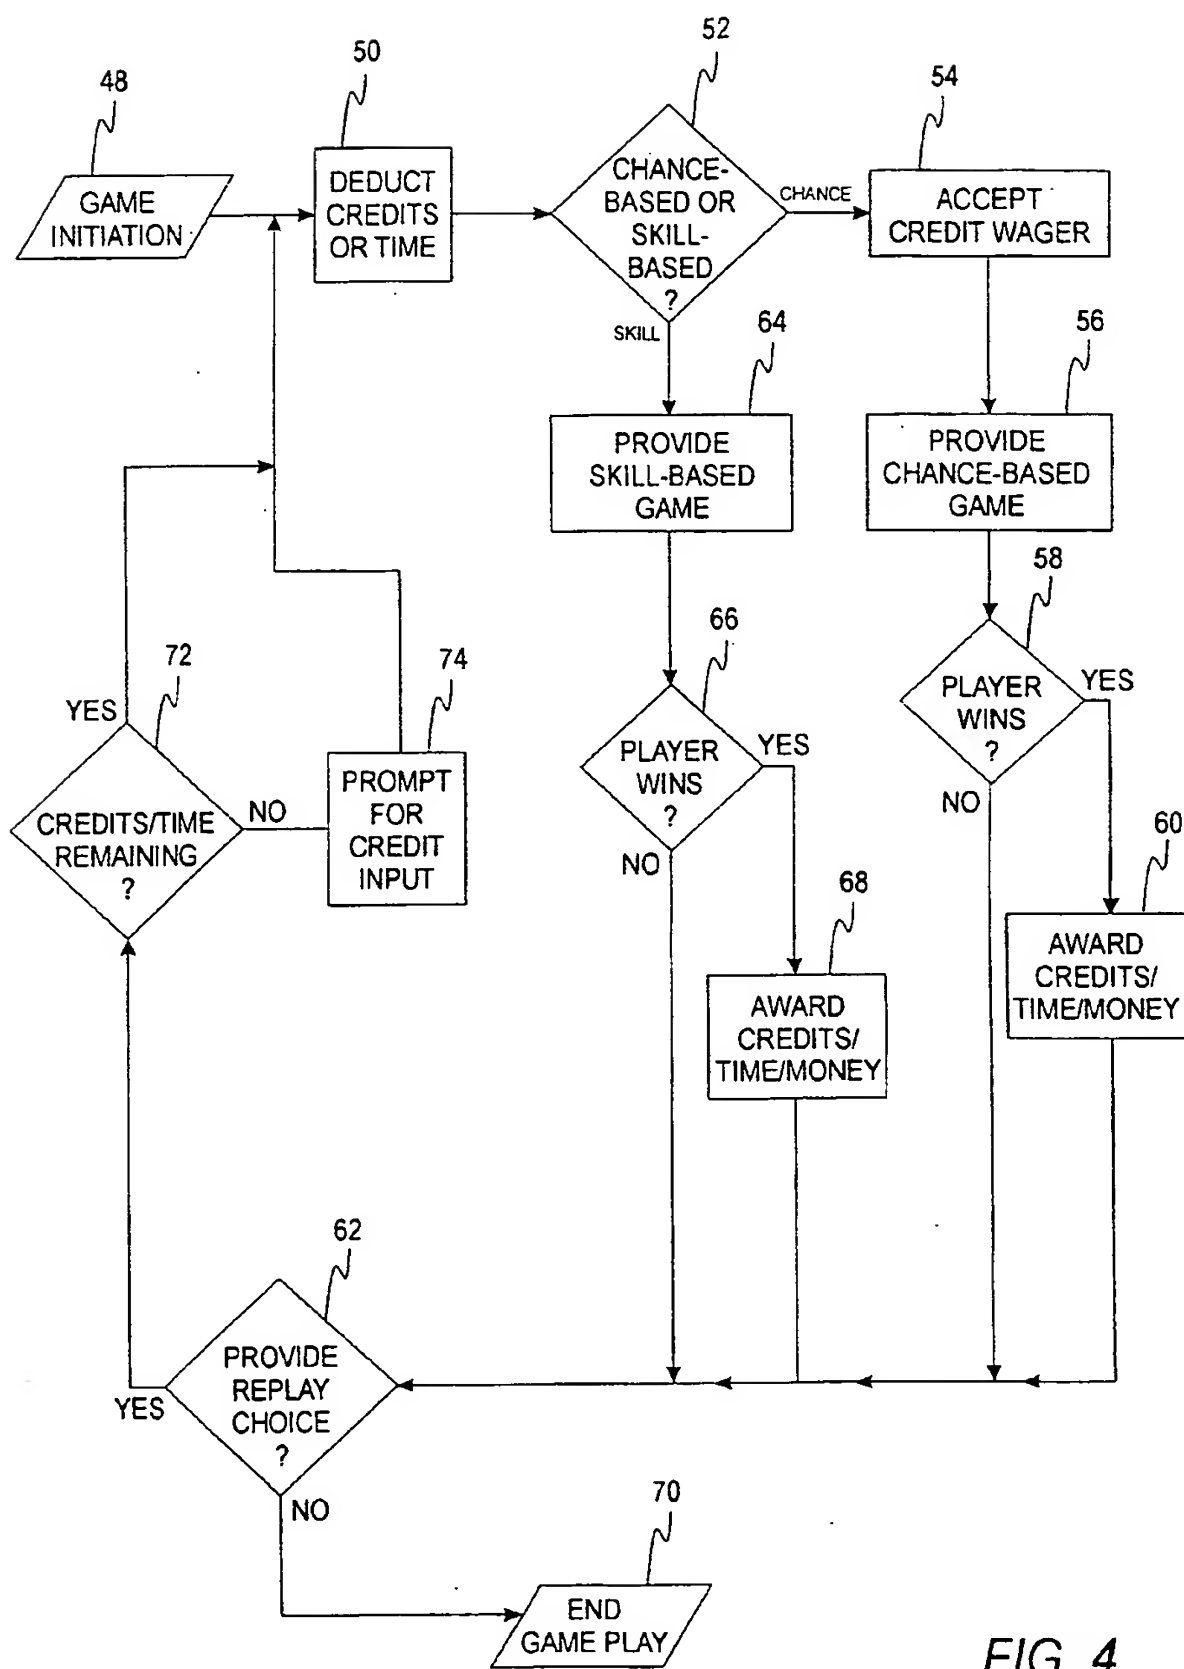 48
50
52
54
GAME
INITIATION
DEDUCT
CREDITS
OR TIME
CHANCE-
BASED OR
SKILL-
BASED
?
CHANCE
ACCEPT
CREDIT WAGER
SKILL
64
56
PROVIDE
SKILL-BASED
GAME
PROVIDE
CHANCE-BASED
GAME
58
66
72
74
PLAYER
WINS
?
YES
NO
PLAYER
WINS
?
YES
NO
YES
CREDITS/TIME
REMAINING
?
NO
PROMPT
FOR
CREDIT
INPUT
68
60
AWARD
CREDITS/
TIME/MONEY
AWARD
CREDITS/
TIME/MONEY
62
PROVIDE
REPLAY
CHOICE
?
YES
NO
70
END
GAME PLAY
FIG. 4